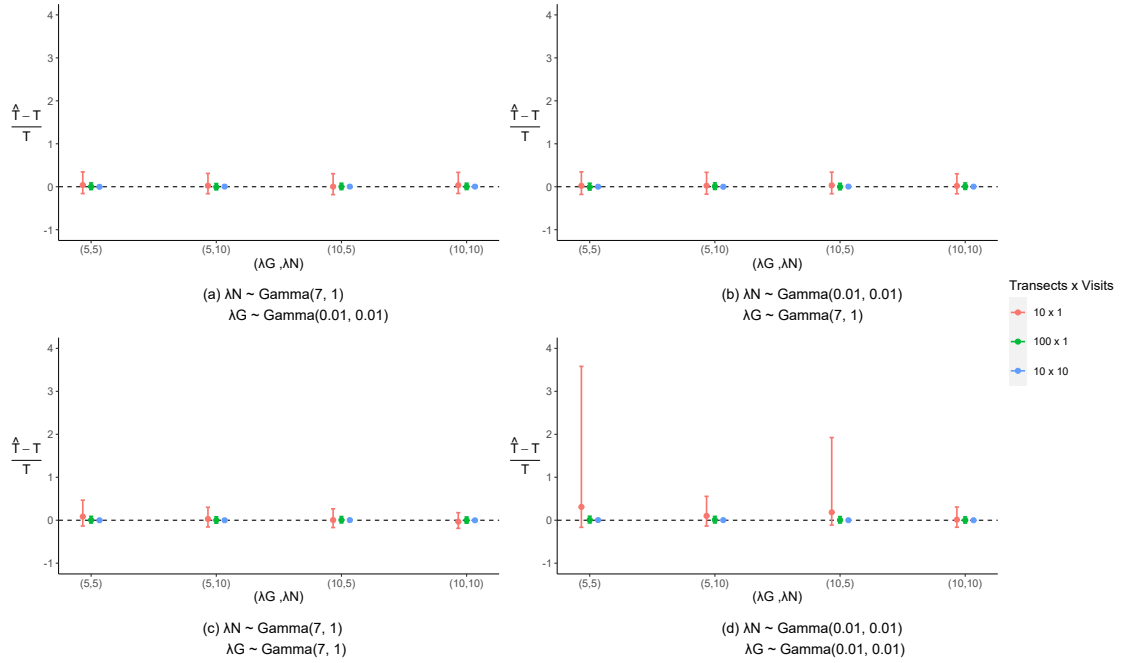 4
3
2
1
0
-1
T̂ – T
T
(5,5)
(5,10)
(10,5)
(10,10)
(λG ,λN)
(a) λN ~ Gamma(7, 1)
λG ~ Gamma(0.01, 0.01)
4
3
2
1
0
-1
T̂ – T
T
(5,5)
(5,10)
(10,5)
(10,10)
(λG ,λN)
(b) λN ~ Gamma(0.01, 0.01)
λG ~ Gamma(7, 1)
Transects x Visits
10 x 1
100 x 1
10 x 10
4
3
2
1
0
-1
T̂ – T
T
(5,5)
(5,10)
(10,5)
(10,10)
(λG ,λN)
(c) λN ~ Gamma(7, 1)
λG ~ Gamma(7, 1)
4
3
2
1
0
-1
T̂ – T
T
(5,5)
(5,10)
(10,5)
(10,10)
(λG ,λN)
(d) λN ~ Gamma(0.01, 0.01)
λG ~ Gamma(0.01, 0.01)